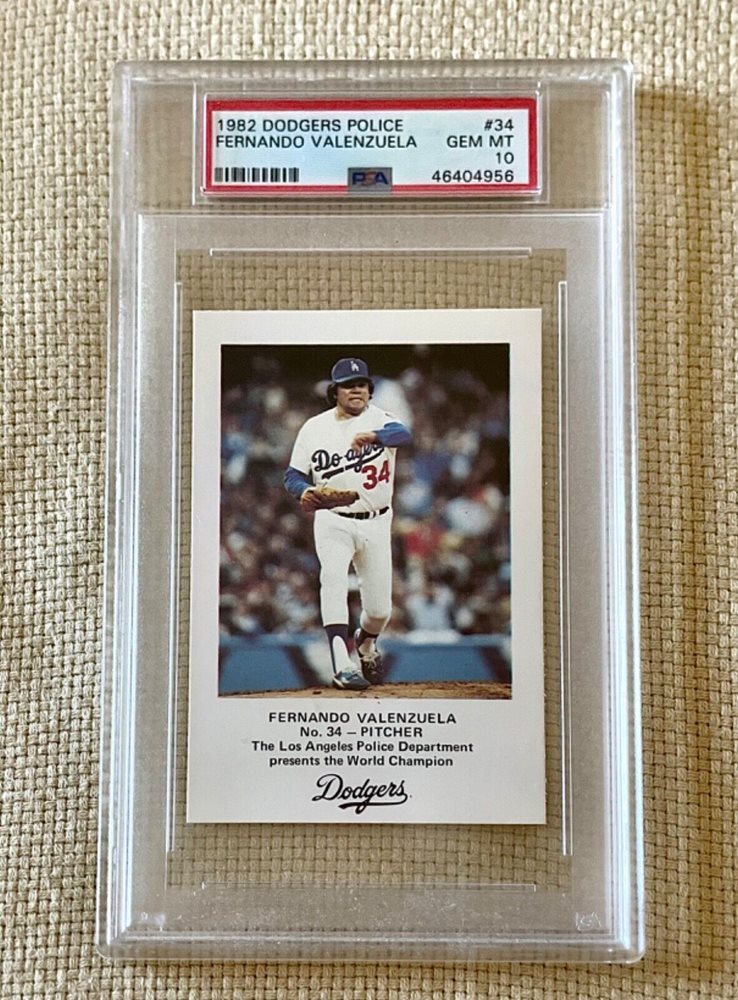 1982 DODGERS POLICE #34
FERNANDO VALENZUELA GEM MT
10
PSA 46404956
LA
Dodgers
34
FERNANDO VALENZUELA
No. 34 — PITCHER
The Los Angeles Police Department
presents the World Champion
Dodgers